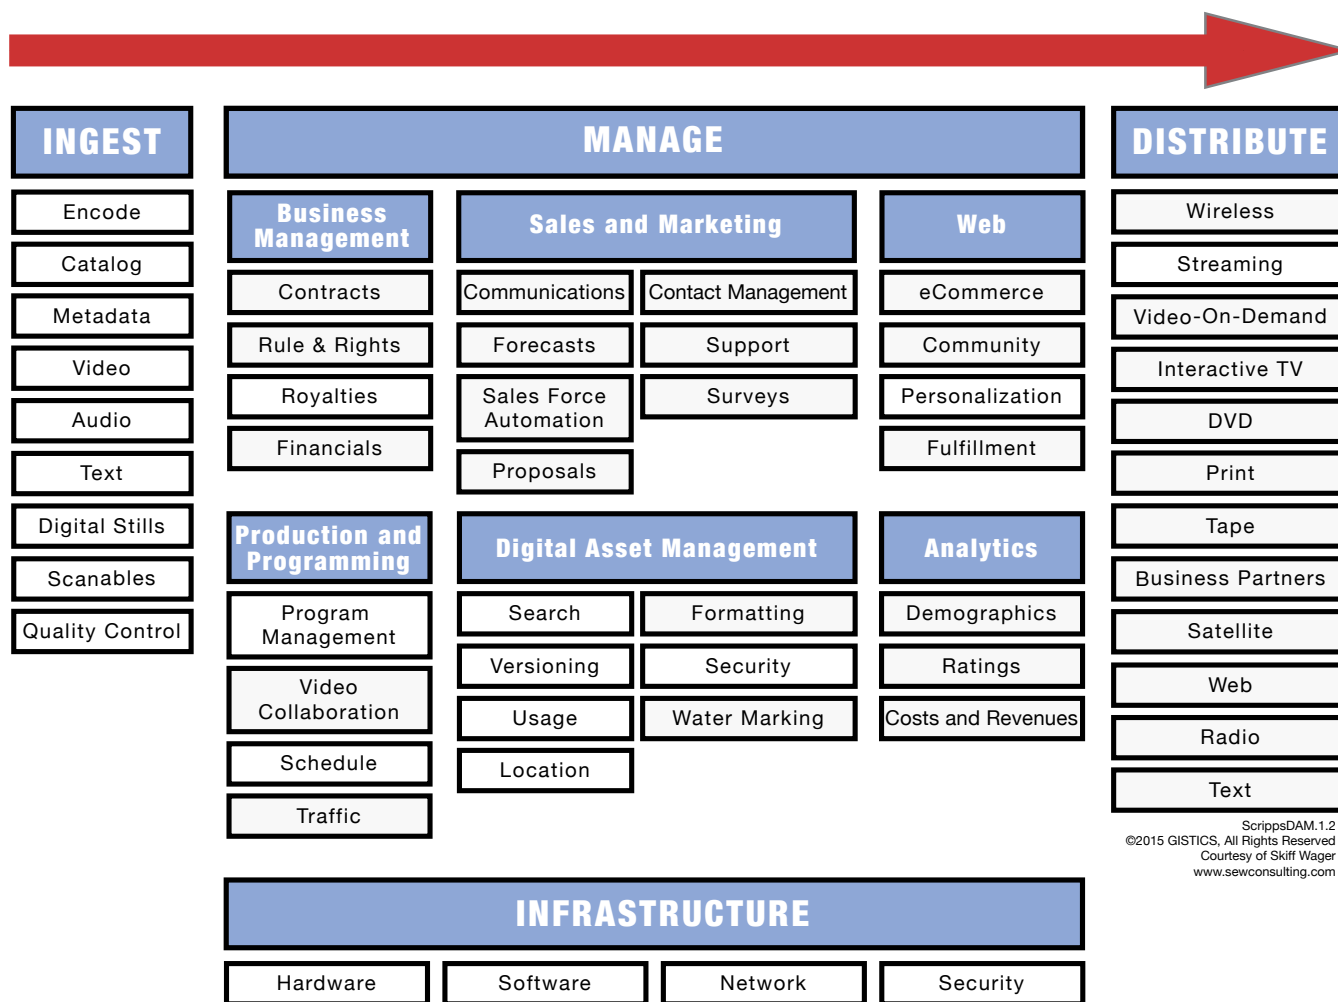 INGEST
Encode
Catalog
Metadata
Video
Audio
Text
Digital Stills
Scanables
Quality Control
MANAGE
Business
Management
Contracts
Rule & Rights
Royalties
Financials
Sales and Marketing
Communications
Forecasts
Sales Force
Automation
Proposals
Contact Management
Support
Surveys
Web
eCommerce
Community
Personalization
Fulfillment
Production and
Programming
Program
Management
Video
Collaboration
Schedule
Traffic
Digital Asset Management
Search
Versioning
Usage
Location
Formatting
Security
Water Marking
Analytics
Demographics
Ratings
Costs and Revenues
DISTRIBUTE
Wireless
Streaming
Video-On-Demand
Interactive TV
DVD
Print
Tape
Business Partners
Satellite
Web
Radio
Text
ScrippsDAM.1.2
©2015 GISTICS, All Rights Reserved
Courtesy of Skiff Wager
www.sewconsulting.com
INFRASTRUCTURE
Hardware
Software
Network
Security